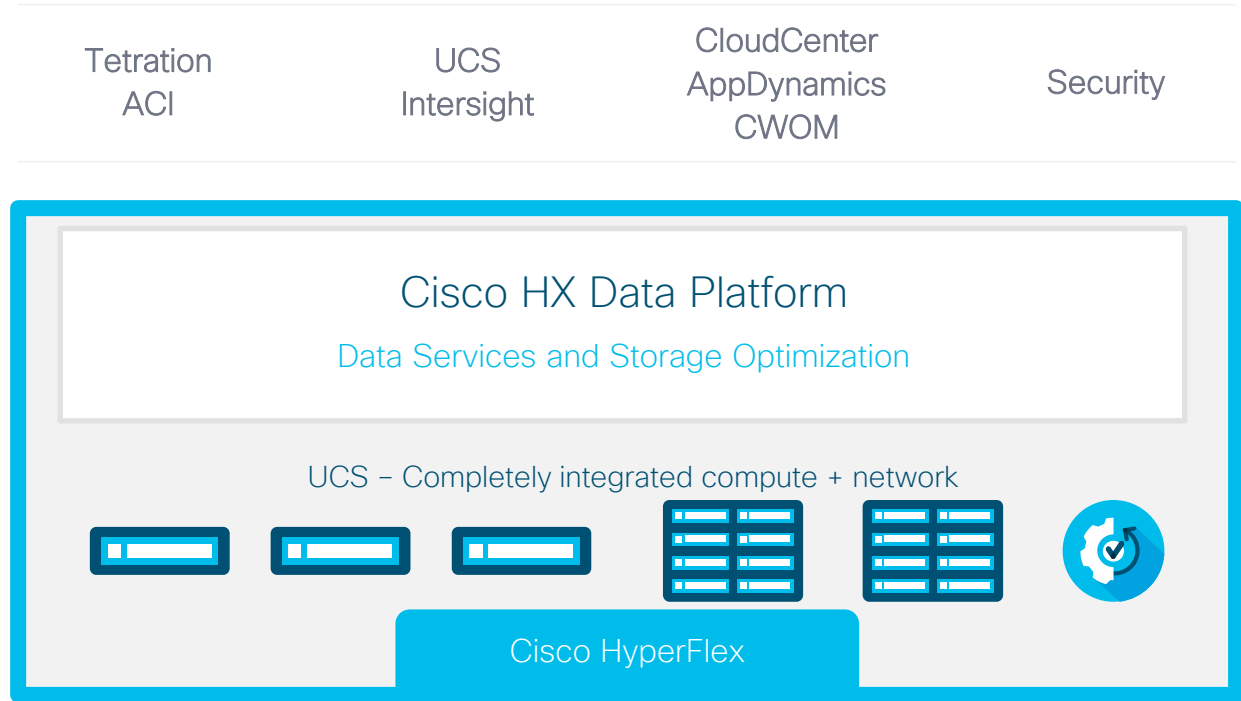 Tetration
ACI
UCS
Intersight
CloudCenter
AppDynamics
CWOM
Security
Cisco HX Data Platform
Data Services and Storage Optimization
UCS – Completely integrated compute + network
Cisco HyperFlex